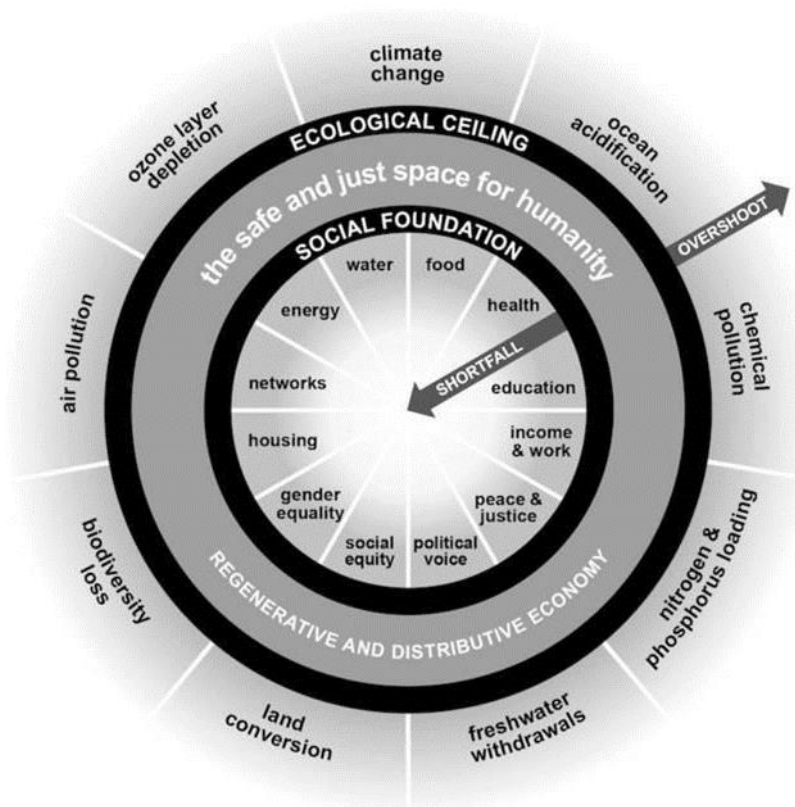 climate
change
ocean
acidification
chemical
pollution
nitrogen &
phosphorus loading
freshwater
withdrawals
land
conversion
biodiversity
loss
air pollution
ozone layer
depletion
OVERSHOOT
ECOLOGICAL CEILING
the safe and just space for humanity
SOCIAL FOUNDATION
water
food
health
SHORTFALL
education
income
& work
peace &
justice
political
voice
social
equity
gender
equality
housing
networks
energy
REGENERATIVE AND DISTRIBUTIVE ECONOMY